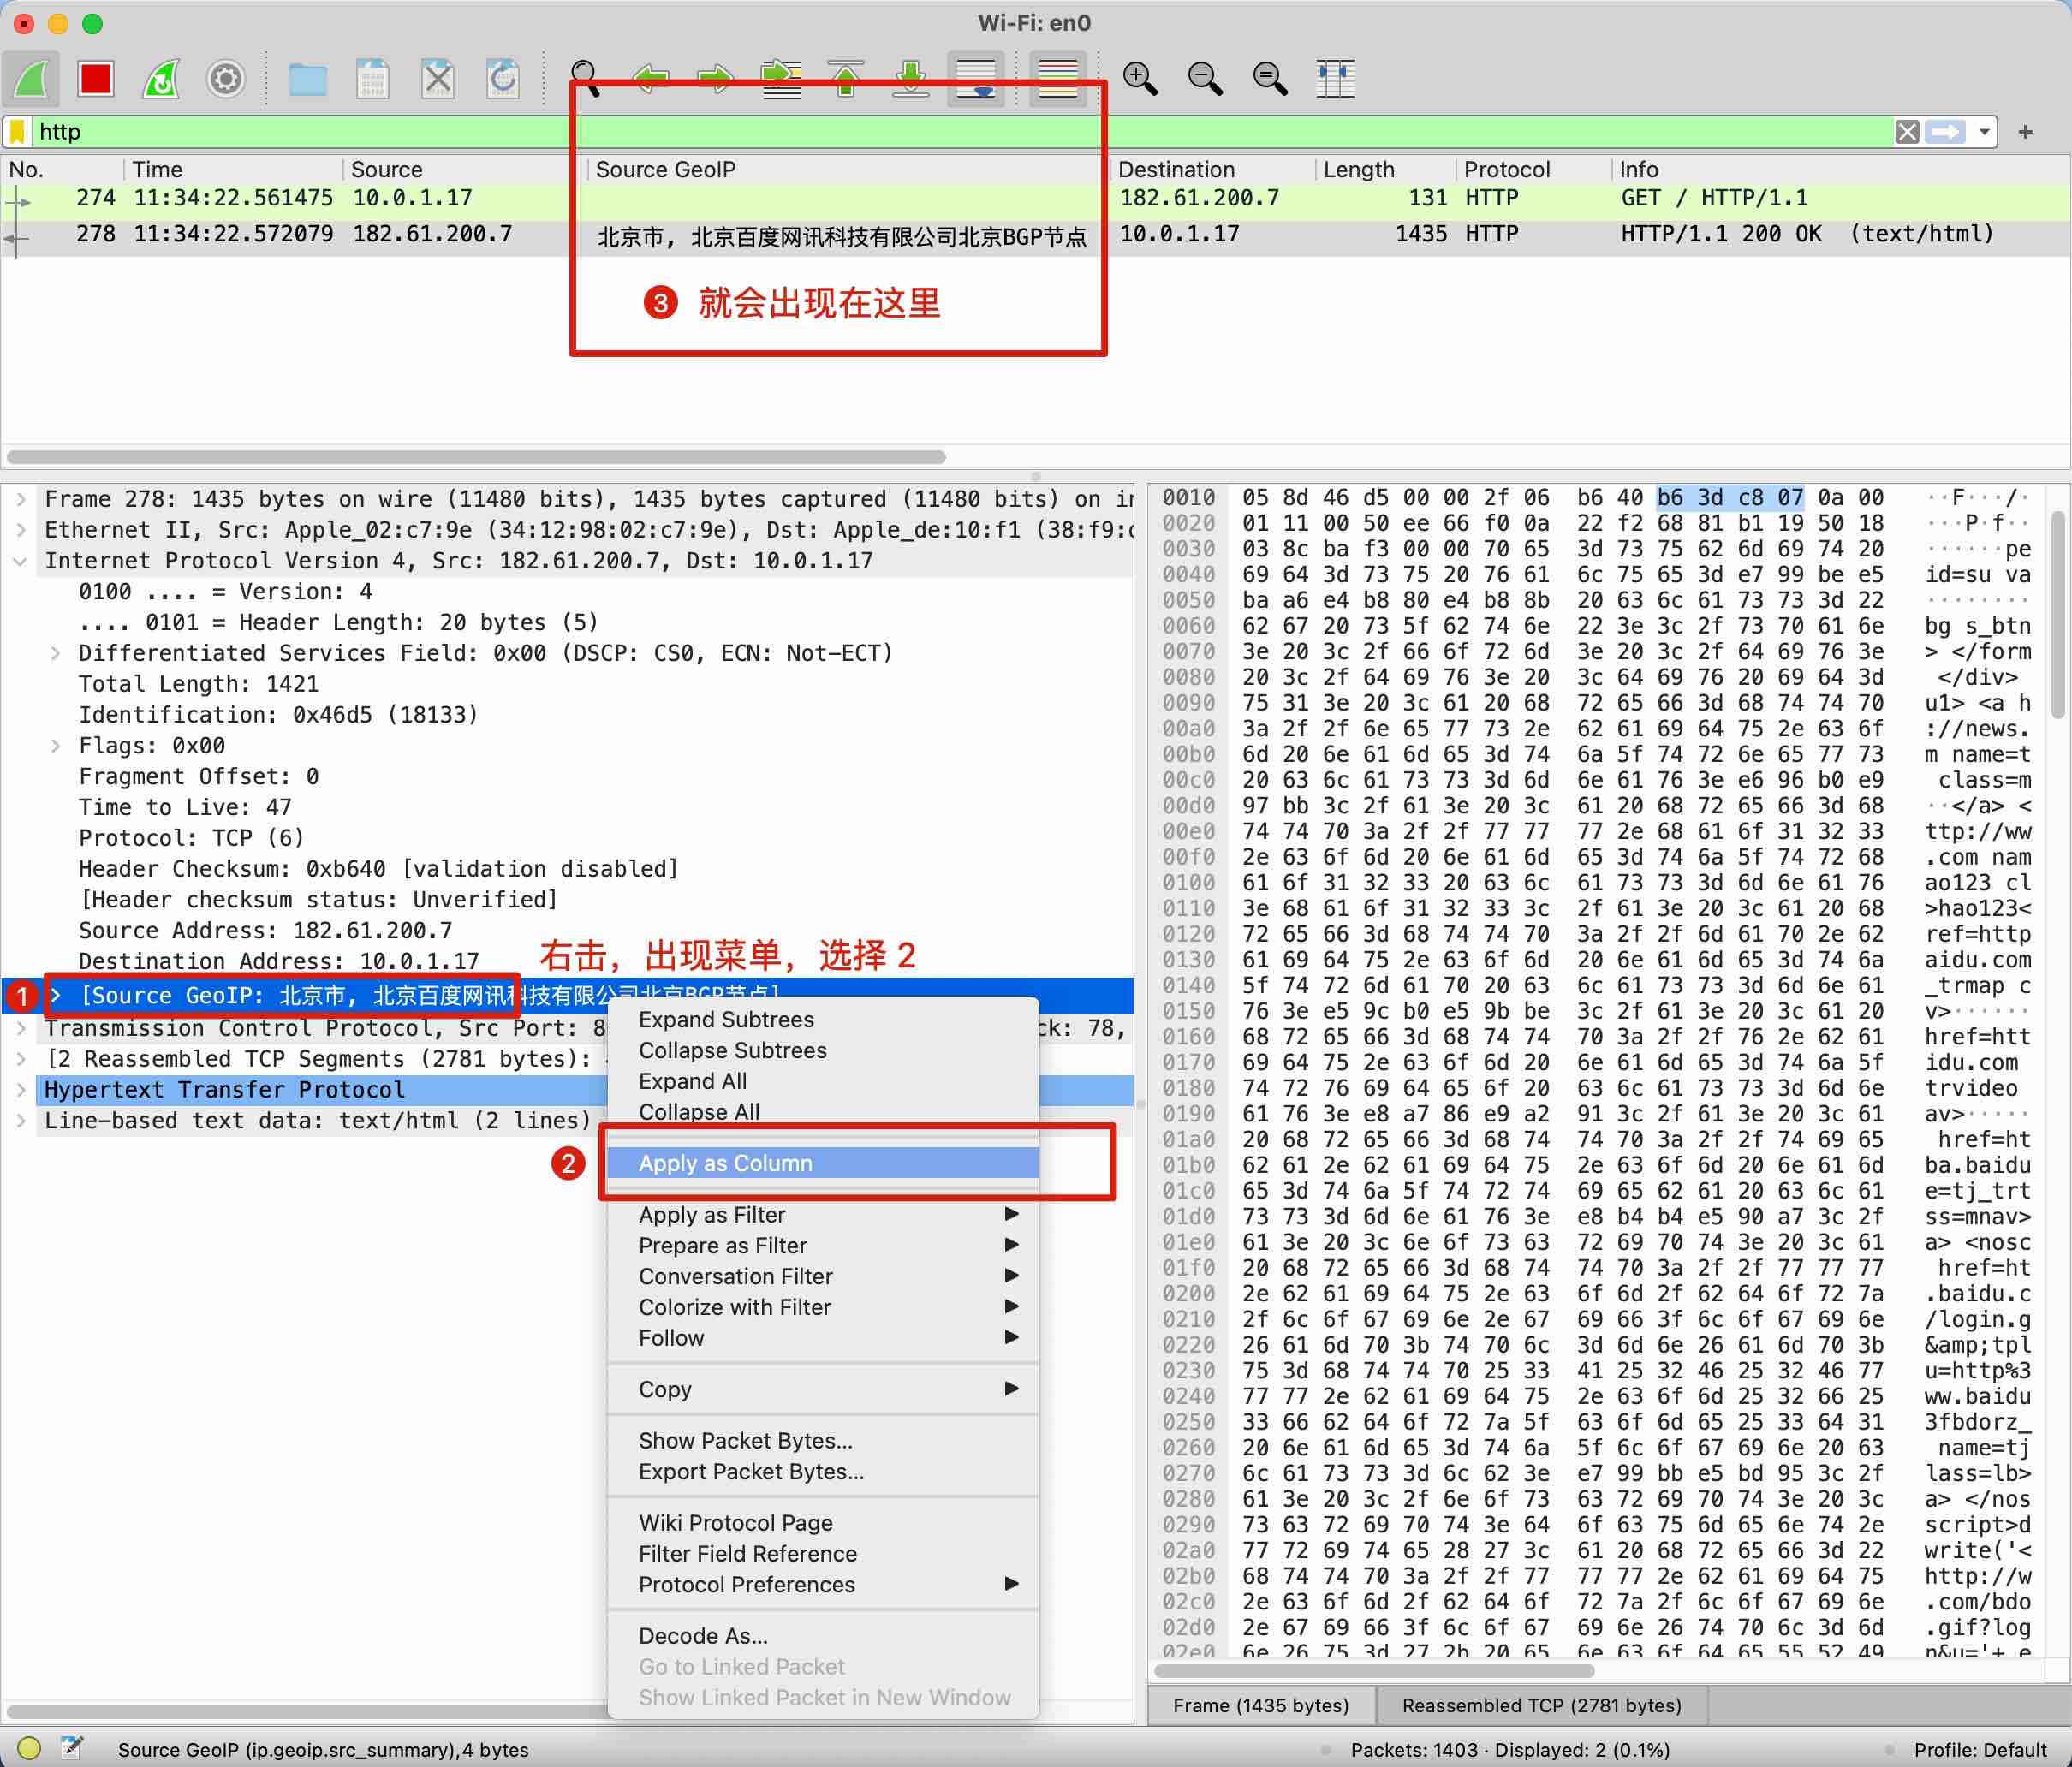 Wi-Fi: en0
http
No. Time Source Source GeoIP Destination Length Protocol Info
274 11:34:22.561475 10.0.1.17 182.61.200.7 131 HTTP GET / HTTP/1.1
278 11:34:22.572079 182.61.200.7 北京市, 北京百度网讯科技有限公司北京BGP节点 10.0.1.17 1435 HTTP HTTP/1.1 200 OK (text/html)
3 就会出现在这里
Frame 278: 1435 bytes on wire (11480 bits), 1435 bytes captured (11480 bits) on in
Ethernet II, Src: Apple_02:c7:9e (34:12:98:02:c7:9e), Dst: Apple_de:10:f1 (38:f9:d
Internet Protocol Version 4, Src: 182.61.200.7, Dst: 10.0.1.17
0100 .... = Version: 4
.... 0101 = Header Length: 20 bytes (5)
Differentiated Services Field: 0x00 (DSCP: CS0, ECN: Not-ECT)
Total Length: 1421
Identification: 0x46d5 (18133)
Flags: 0x00
Fragment Offset: 0
Time to Live: 47
Protocol: TCP (6)
Header Checksum: 0xb640 [validation disabled]
[Header checksum status: Unverified]
Source Address: 182.61.200.7
Destination Address: 10.0.1.17
右击，出现菜单，选择 2
1 [Source GeoIP: 北京市, 北京百度网讯科技有限公司北京BGP节点]
Transmission Control Protocol, Src Port: 8 ck: 78,
[2 Reassembled TCP Segments (2781 bytes):
Hypertext Transfer Protocol
Line-based text data: text/html (2 lines)
Expand Subtrees
Collapse Subtrees
Expand All
Collapse All
2 Apply as Column
Apply as Filter
Prepare as Filter
Conversation Filter
Colorize with Filter
Follow
Copy
Show Packet Bytes...
Export Packet Bytes...
Wiki Protocol Page
Filter Field Reference
Protocol Preferences
Decode As...
Go to Linked Packet
Show Linked Packet in New Window
0010 05 8d 46 d5 00 00 2f 06 b6 40 b6 3d c8 07 0a 00 ··F···/·
0020 01 11 00 50 ee 66 f0 0a 22 f2 68 81 b1 19 50 18 ···P·f··
0030 03 8c ba f3 00 00 70 65 3d 73 75 62 6d 69 74 20 ······pe
0040 69 64 3d 73 75 20 76 61 6c 75 65 3d e7 99 be e5 id=su va
0050 ba a6 e4 b8 80 e4 b8 8b 20 63 6c 61 73 73 3d 22 ········
0060 62 67 20 73 5f 62 74 6e 22 3e 3c 2f 73 70 61 6e bg s_btn
0070 3e 20 3c 2f 66 6f 72 6d 3e 20 3c 2f 64 69 76 3e > </form
0080 20 3c 2f 64 69 76 3e 20 3c 64 69 76 20 69 64 3d </div>
0090 75 31 3e 20 3c 61 20 68 72 65 66 3d 68 74 74 70 u1> <a h
00a0 3a 2f 2f 6e 65 77 73 2e 62 61 69 64 75 2e 63 6f ://news.
00b0 6d 20 6e 61 6d 65 3d 74 6a 5f 74 72 6e 65 77 73 m name=t
00c0 20 63 6c 61 73 73 3d 6d 6e 61 76 3e e6 96 b0 e9 class=m
00d0 97 bb 3c 2f 61 3e 20 3c 61 20 68 72 65 66 3d 68 ··</a> <
00e0 74 74 70 3a 2f 2f 77 77 77 2e 68 61 6f 31 32 33 ttp://ww
00f0 2e 63 6f 6d 20 6e 61 6d 65 3d 74 6a 5f 74 72 68 .com nam
0100 61 6f 31 32 33 20 63 6c 61 73 73 3d 6d 6e 61 76 ao123 cl
0110 3e 68 61 6f 31 32 33 3c 2f 61 3e 20 3c 61 20 68 >hao123<
0120 72 65 66 3d 68 74 74 70 3a 2f 2f 6d 61 70 2e 62 ref=http
0130 61 69 64 75 2e 63 6f 6d 20 6e 61 6d 65 3d 74 6a aidu.com
0140 5f 74 72 6d 61 70 20 63 6c 61 73 73 3d 6d 6e 61 _trmap c
0150 76 3e e5 9c b0 e5 9b be 3c 2f 61 3e 20 3c 61 20 v>······
0160 68 72 65 66 3d 68 74 74 70 3a 2f 2f 76 2e 62 61 href=htt
0170 69 64 75 2e 63 6f 6d 20 6e 61 6d 65 3d 74 6a 5f idu.com
0180 74 72 76 69 64 65 6f 20 63 6c 61 73 73 3d 6d 6e trvideo
0190 61 76 3e e8 a7 86 e9 a2 91 3c 2f 61 3e 20 3c 61 av>·····
01a0 20 68 72 65 66 3d 68 74 74 70 3a 2f 2f 74 69 65 href=ht
01b0 62 61 2e 62 61 69 64 75 2e 63 6f 6d 20 6e 61 6d ba.baidu
01c0 65 3d 74 6a 5f 74 72 74 69 65 62 61 20 63 6c 61 e=tj_trt
01d0 73 73 3d 6d 6e 61 76 3e e8 b4 b4 e5 90 a7 3c 2f ss=mnav>
01e0 61 3e 20 3c 6e 6f 73 63 72 69 70 74 3e 20 3c 61 a> <nosc
01f0 20 68 72 65 66 3d 68 74 74 70 3a 2f 2f 77 77 77 href=ht
0200 2e 62 61 69 64 75 2e 63 6f 6d 2f 62 64 6f 72 7a .baidu.c
0210 2f 6c 6f 67 69 6e 2e 67 69 66 3f 6c 6f 67 69 6e /login.g
0220 26 61 6d 70 3b 74 70 6c 3d 6d 6e 26 61 6d 70 3b &amp;tpl
0230 75 3d 68 74 74 70 25 33 41 25 32 46 25 32 46 77 u=http%3
0240 77 77 2e 62 61 69 64 75 2e 63 6f 6d 25 32 66 25 ww.baidu
0250 33 66 62 64 6f 72 7a 5f 63 6f 6d 65 25 33 64 31 3fbdorz_
0260 20 6e 61 6d 65 3d 74 6a 5f 6c 6f 67 69 6e 20 63 name=tj
0270 6c 61 73 73 3d 6c 62 3e e7 99 bb e5 bd 95 3c 2f lass=lb>
0280 61 3e 20 3c 2f 6e 6f 73 63 72 69 70 74 3e 20 3c a> </nos
0290 73 63 72 69 70 74 3e 64 6f 63 75 6d 65 6e 74 2e script>d
02a0 77 72 69 74 65 28 27 3c 61 20 68 72 65 66 3d 22 write('<
02b0 68 74 74 70 3a 2f 2f 77 77 77 2e 62 61 69 64 75 http://w
02c0 2e 63 6f 6d 2f 62 64 6f 72 7a 2f 6c 6f 67 69 6e .com/bdo
02d0 2e 67 69 66 3f 6c 6f 67 69 6e 26 74 70 6c 3d 6d .gif?log
02e0 6e 26 75 3d 27 2b 20 65 6e 63 6f 64 65 55 52 49 n&u='+ e
Frame (1435 bytes) Reassembled TCP (2781 bytes)
Source GeoIP (ip.geoip.src_summary), 4 bytes Packets: 1403 · Displayed: 2 (0.1%) Profile: Default